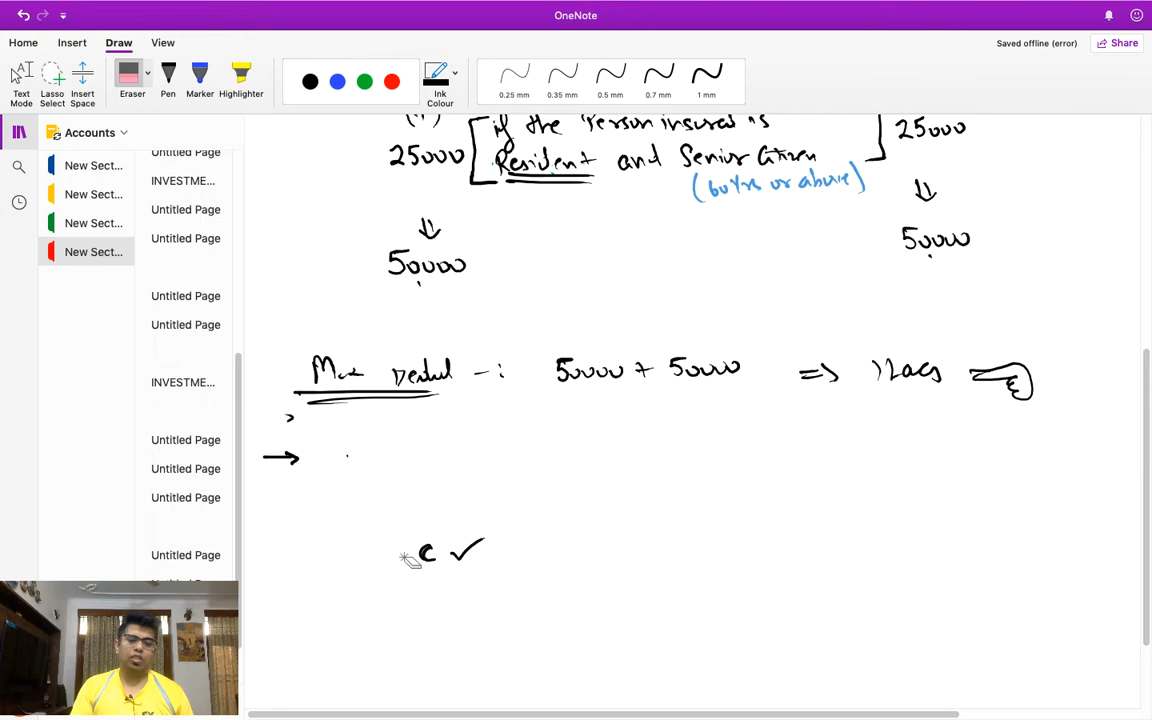 OneNote
Home Insert Draw View
Saved offline (error) Share
Text Mode
Lasso Select
Insert Space
Eraser
Pen
Marker
Highlighter
Ink Colour
0.25 mm 0.35 mm 0.5 mm 0.7 mm 1 mm
Accounts
Untitled Page
New Sect...
INVESTME...
New Sect...
Untitled Page
New Sect...
Untitled Page
New Sect...
Untitled Page
Untitled Page
INVESTME...
Untitled Page
Untitled Page
Untitled Page
Untitled Page
if the Person insured is
25000 Resident and Senior Citizen 25000
(60 yrs or above)
50000 50000
-: 50000 + 50000 => 1 Lacs
c ✓